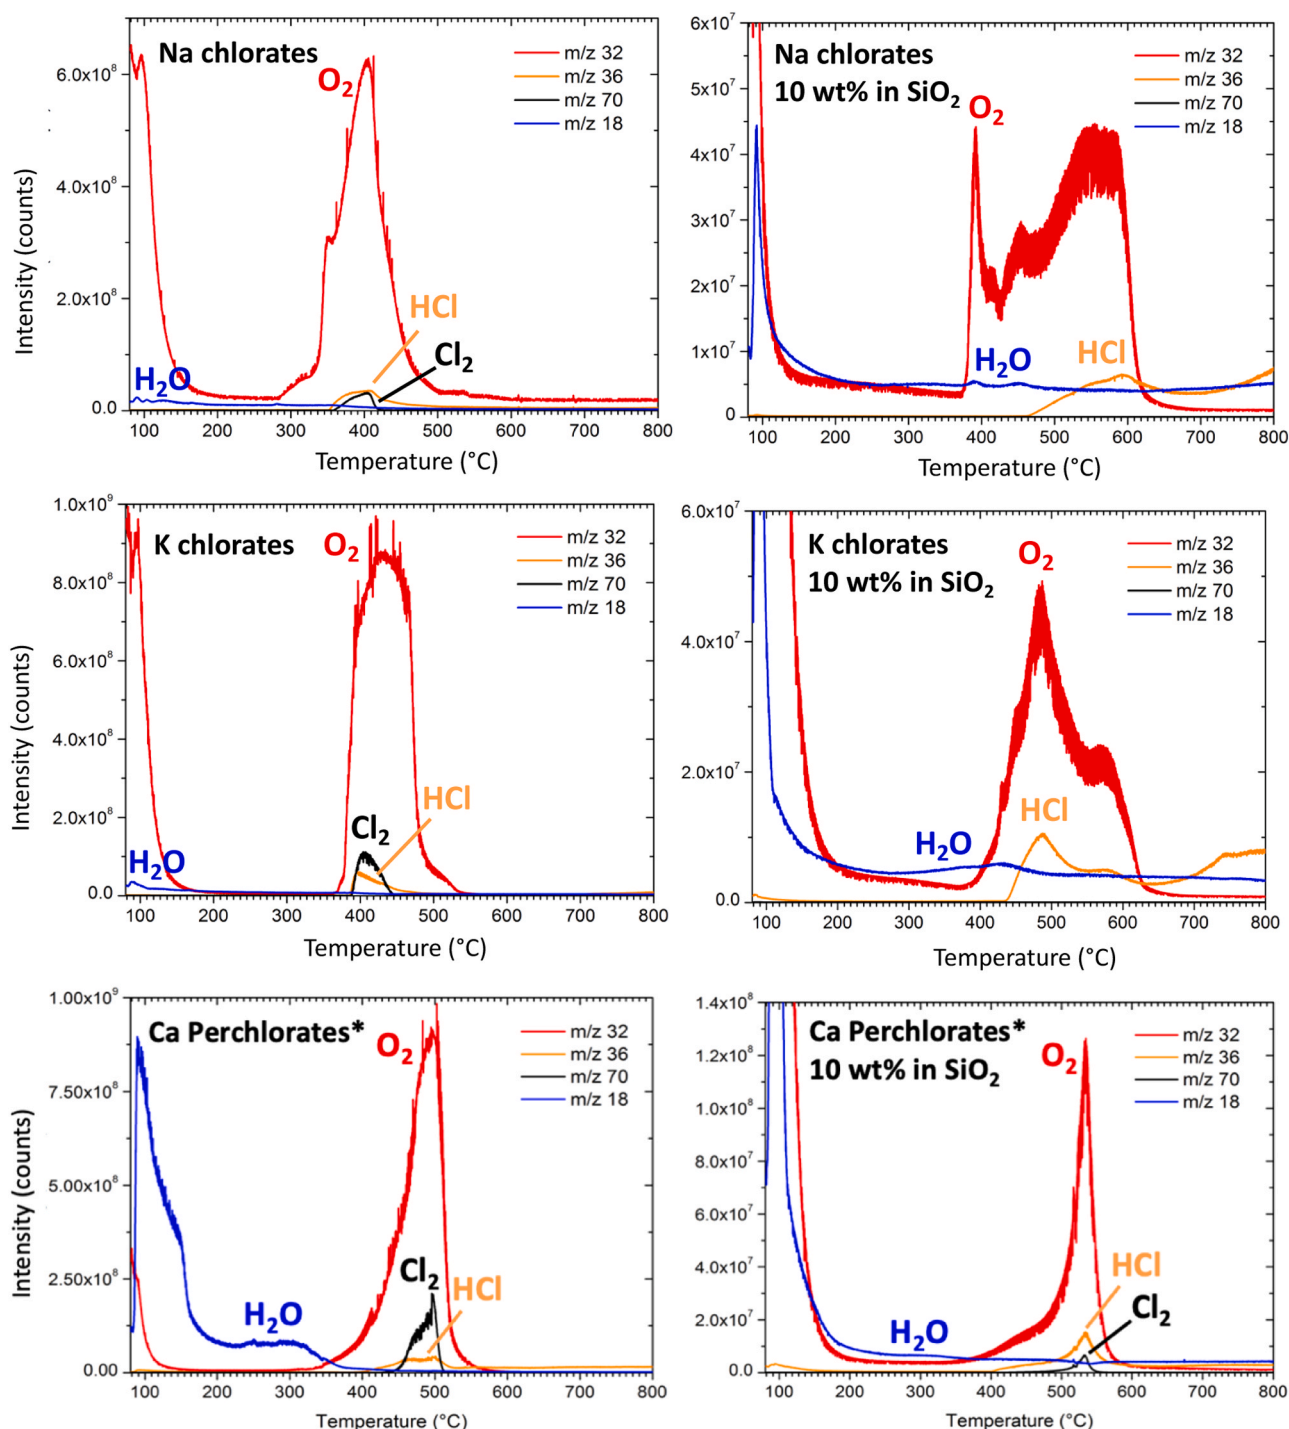 Na chlorates
O2
m/z 32
m/z 36
m/z 70
m/z 18
6.0x10^8
4.0x10^8
2.0x10^8
0.0
HCl
Cl2
H2O
100 200 300 400 500 600 700 800
Temperature (°C)
Intensity (counts)
Na chlorates
10 wt% in SiO2
O2
m/z 32
m/z 36
m/z 70
m/z 18
6x10^7
5x10^7
4x10^7
3x10^7
2x10^7
1x10^7
0
H2O
HCl
100 200 300 400 500 600 700 800
Temperature (°C)
K chlorates
O2
m/z 32
m/z 36
m/z 70
m/z 18
1.0x10^9
8.0x10^8
6.0x10^8
4.0x10^8
2.0x10^8
0.0
HCl
Cl2
H2O
100 200 300 400 500 600 700 800
Temperature (°C)
Intensity (counts)
K chlorates
10 wt% in SiO2
O2
m/z 32
m/z 36
m/z 70
m/z 18
6.0x10^7
4.0x10^7
2.0x10^7
0.0
HCl
H2O
100 200 300 400 500 600 700 800
Temperature (°C)
Ca Perchlorates*
O2
m/z 32
m/z 36
m/z 70
m/z 18
1.00x10^9
7.50x10^8
5.00x10^8
2.50x10^8
0.00
Cl2
HCl
H2O
100 200 300 400 500 600 700 800
Temperature (°C)
Intensity (counts)
Ca Perchlorates*
10 wt% in SiO2
O2
m/z 32
m/z 36
m/z 70
m/z 18
1.4x10^8
1.2x10^8
1.0x10^8
8.0x10^7
6.0x10^7
4.0x10^7
2.0x10^7
0.0
HCl
Cl2
H2O
100 200 300 400 500 600 700 800
Temperature (°C)